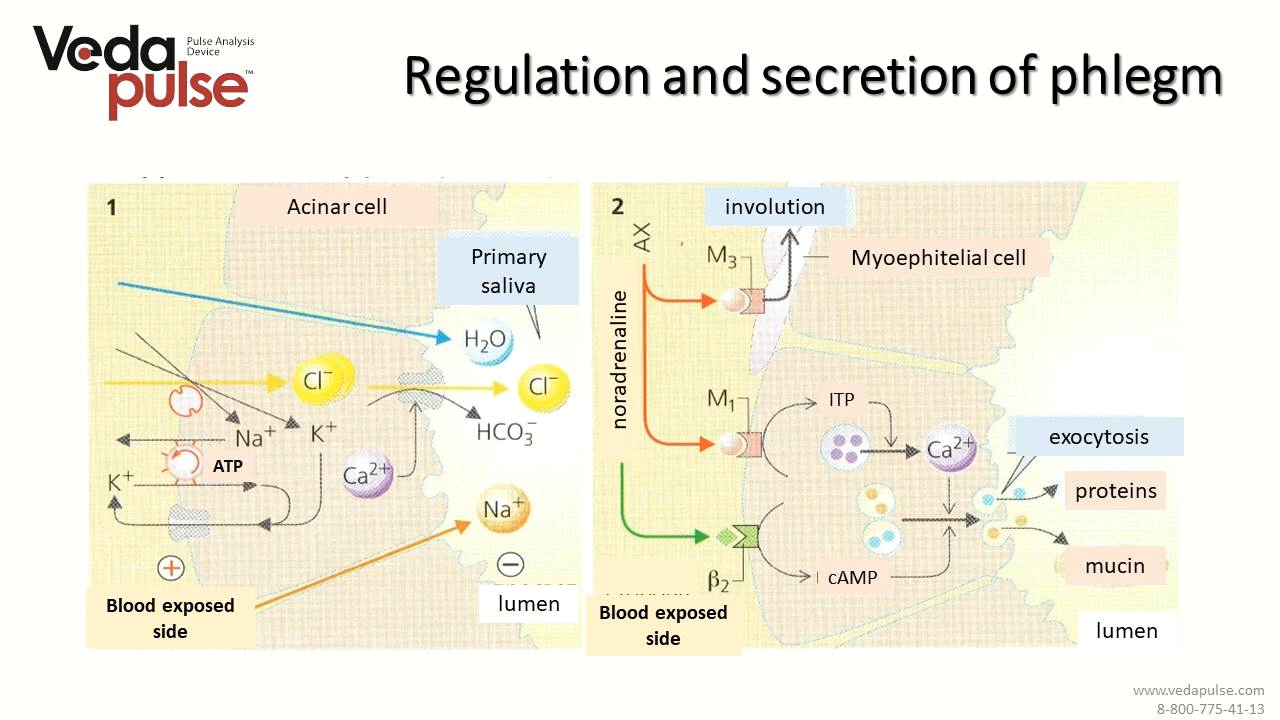 Veda
pulse™
Pulse Analysis
Device
Regulation and secretion of phlegm
1
Acinar cell
Primary
saliva
H₂O
Cl⁻
Cl⁻
HCO₃⁻
Na⁺
K⁺
ATP
Ca²⁺
K⁺
Na⁺
+
−
Blood exposed
side
lumen
2
involution
AX
M₃
Myoephitelial cell
noradrenaline
M₁
ITP
Ca²⁺
exocytosis
proteins
mucin
β₂
cAMP
Blood exposed
side
lumen
www.vedapulse.com
8-800-775-41-13